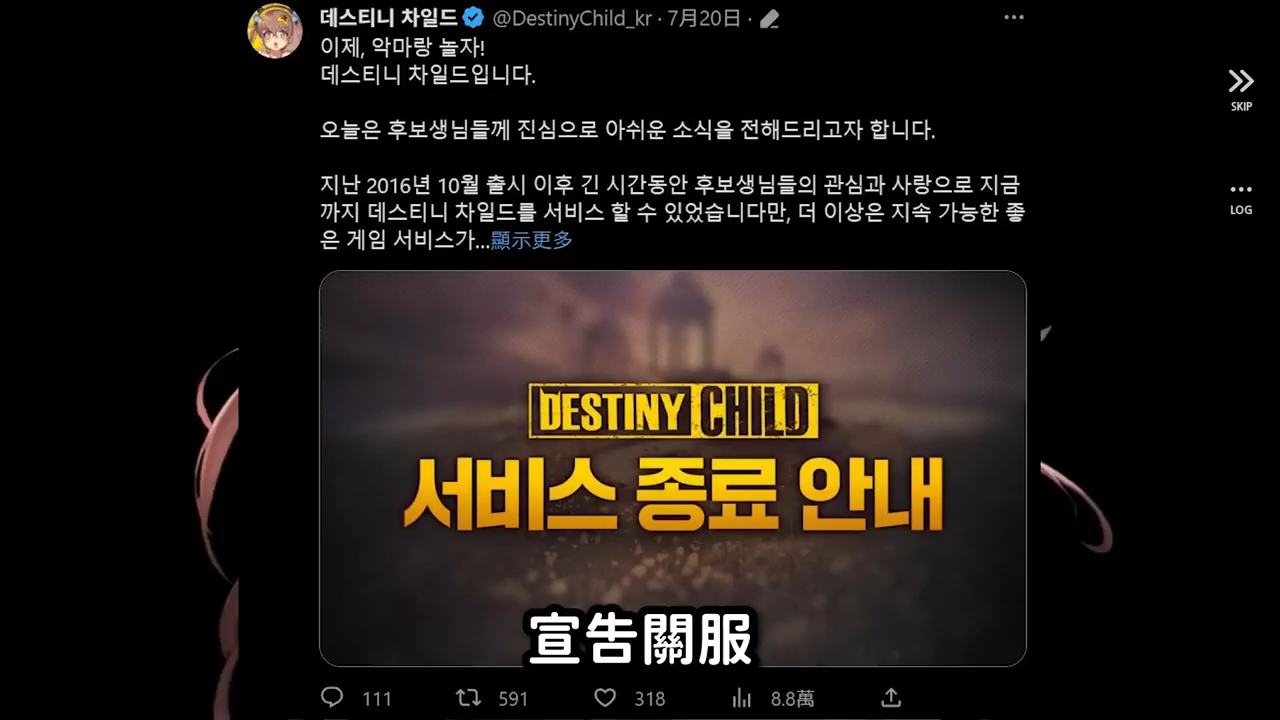 데스티니 차일드 @DestinyChild_kr · 7月20日 ·
이제, 악마랑 놀자!
데스티니 차일드입니다.
SKIP
오늘은 후보생님들께 진심으로 아쉬운 소식을 전해드리고자 합니다.
지난 2016년 10월 출시 이후 긴 시간동안 후보생님들의 관심과 사랑으로 지금
까지 데스티니 차일드를 서비스 할 수 있었습니다만, 더 이상은 지속 가능한 좋
은 게임 서비스가...顯示更多
LOG
DESTINY CHILD
서비스 종료 안내
宣告關服
111 591 318 8.8萬